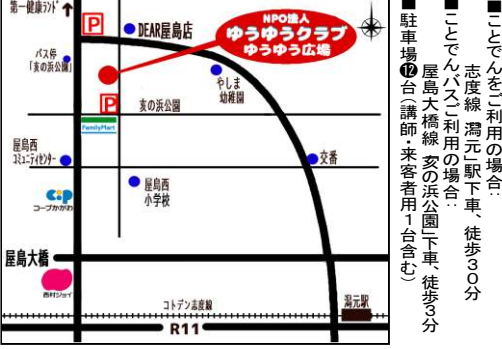 第一健康ランド
P
DEAR屋島店
NPO法人
ゆうゆうクラブ
ゆうゆう広場
バス停
「亥の浜公園」
やしま
幼稚園
P
亥の浜公園
FamilyMart
屋島西
コミュニティセンター
交番
屋島西
小学校
コープかがわ
屋島大橋
西村ジョイ
コトデン志度線
潟元駅
R11
■ことでんをご利用の場合：
志度線「潟元」駅下車、徒歩30分
■ことでんバスご利用の場合：
屋島大橋線「亥の浜公園」下車、徒歩3分
■駐車場⓬台(講師・来客者用1台含む)